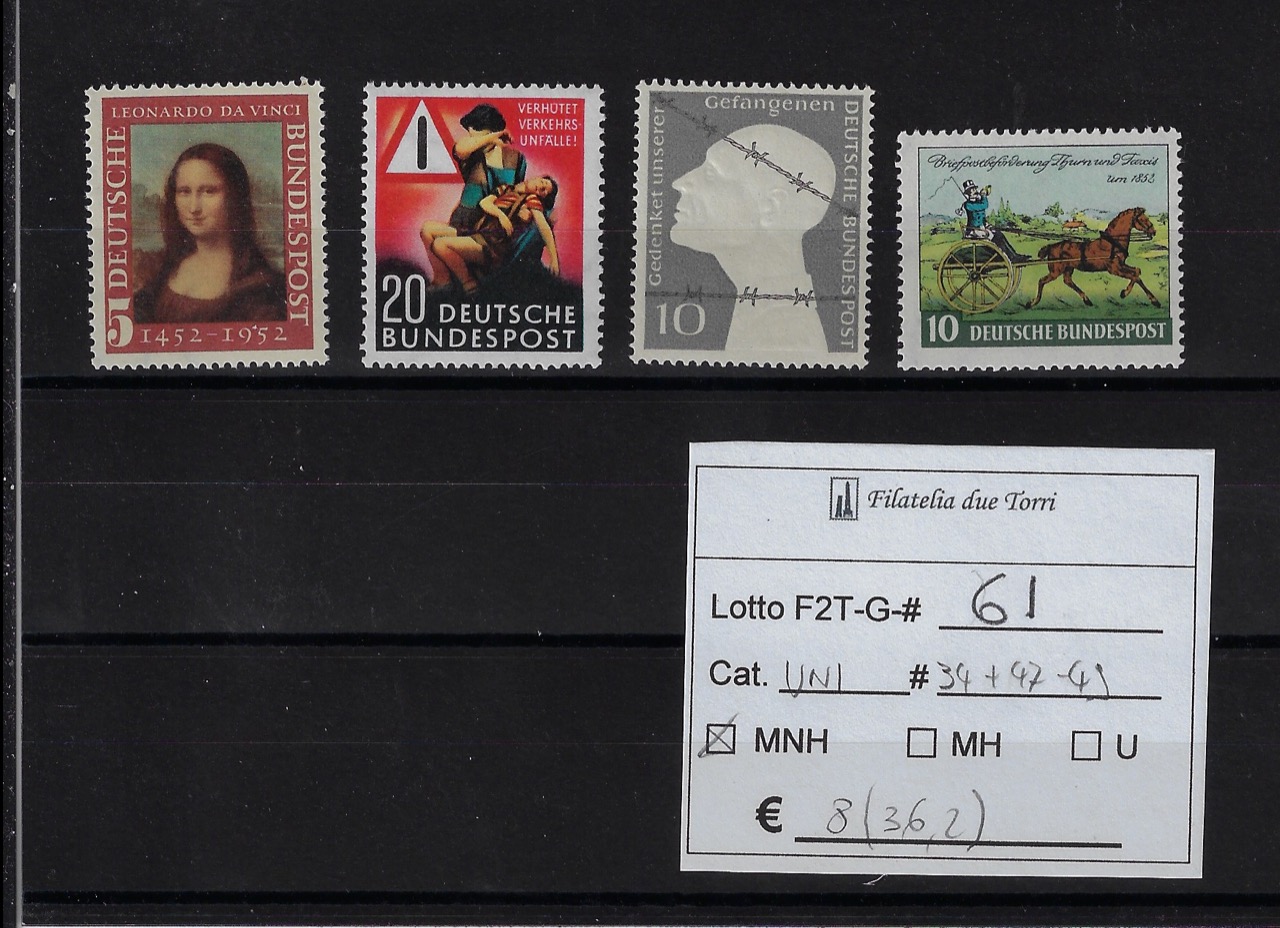 LEONARDO DA VINCI
DEUTSCHE
BUNDESPOST
5
1452-1952
VERHÜTET
VERKEHRS-
UNFÄLLE!
20 DEUTSCHE
BUNDESPOST
Gedenket unserer
Gefangenen
DEUTSCHE BUNDESPOST
10
Briefpostbeförderung Thurn und Taxis
um 1852
10 DEUTSCHE BUNDESPOST
Filatelia due Torri
Lotto F2T-G-# 61
Cat. UNI # 34+47-49
☒ MNH ☐ MH ☐ U
€ 8(36,2)